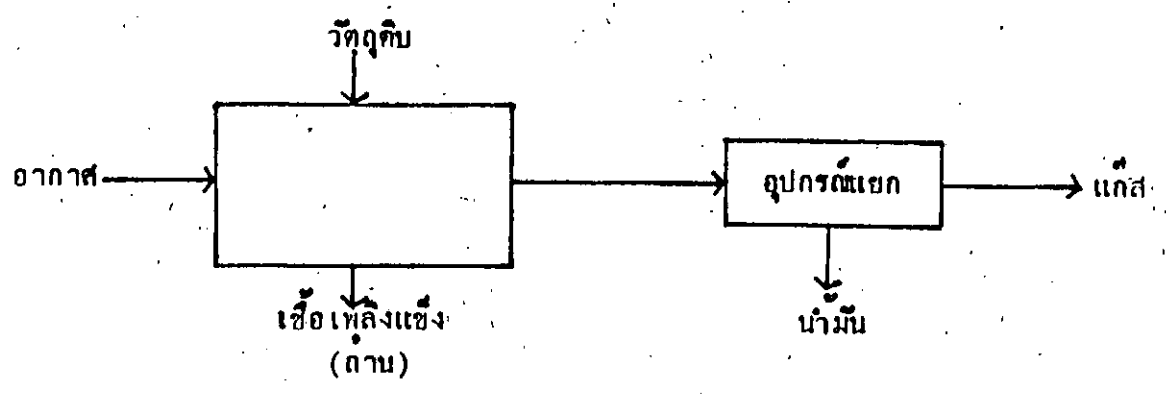 วัตถุดิบ
อากาศ
อุปกรณ์แยก
แก๊ส
เชื้อเพลิงแข็ง
(ถ่าน)
น้ำมัน